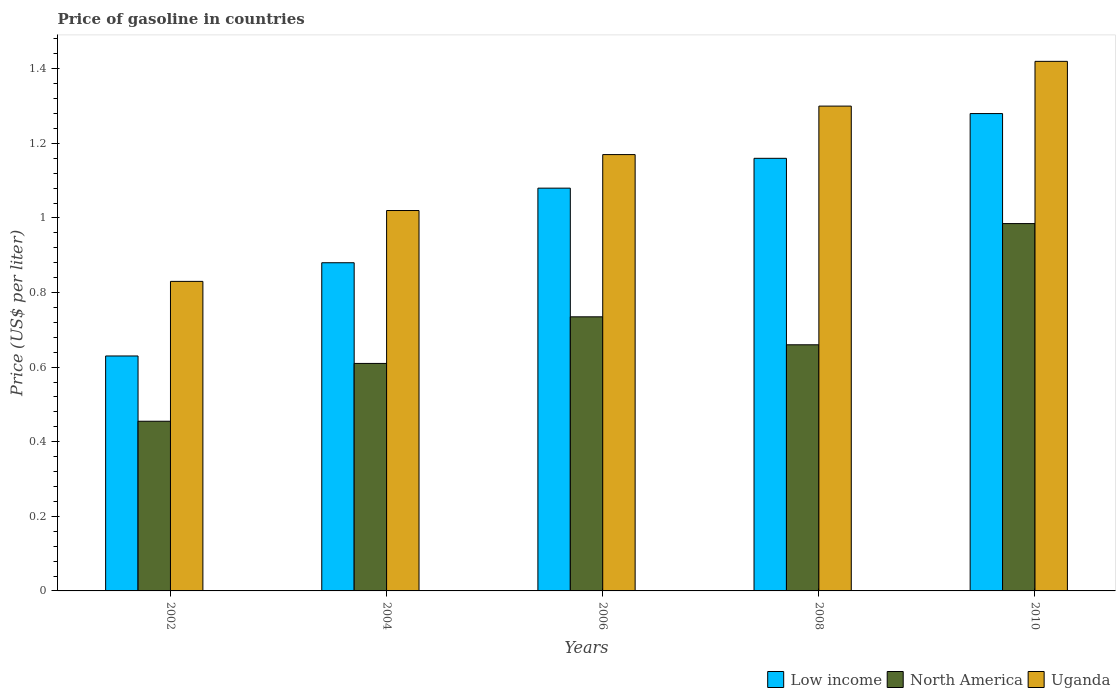 Price of gasoline in countries
Price (US$ per liter)
1.4
1.2
1
0.8
0.6
0.4
0.2
0
2002
2004
2006
2008
2010
Years
Low income
North America
Uganda